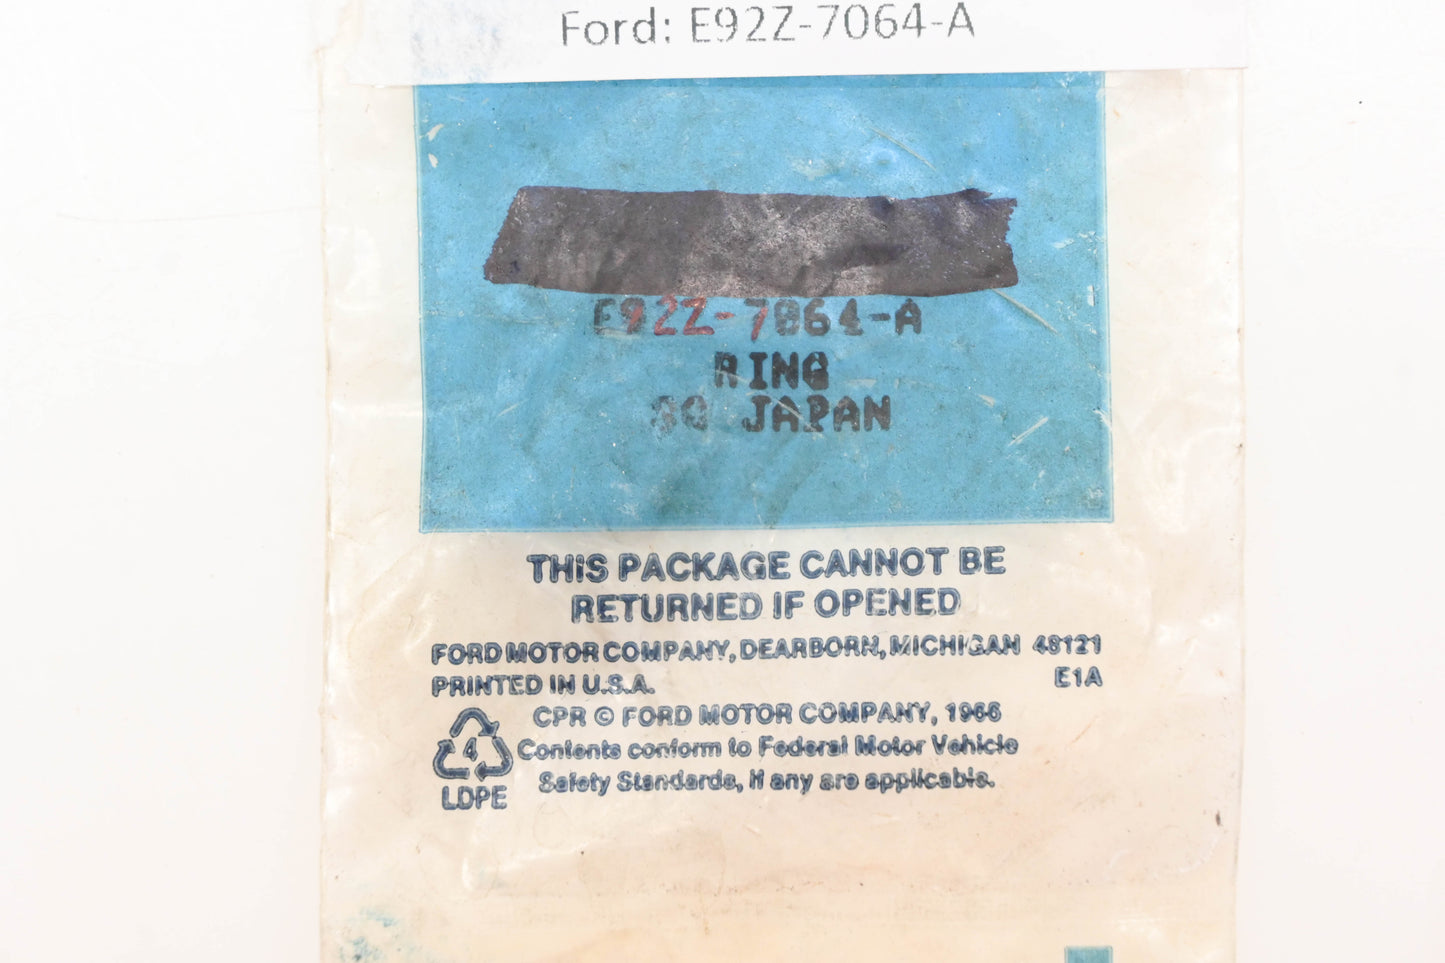 Ford: E92Z-7064-A
E92Z-7064-A
RING
JAPAN
THIS PACKAGE CANNOT BE
RETURNED IF OPENED
FORD MOTOR COMPANY, DEARBORN, MICHIGAN 48121
PRINTED IN U.S.A. E1A
CPR © FORD MOTOR COMPANY, 1966
Contents conform to Federal Motor Vehicle
Safety Standards, if any are applicable.
4
LDPE